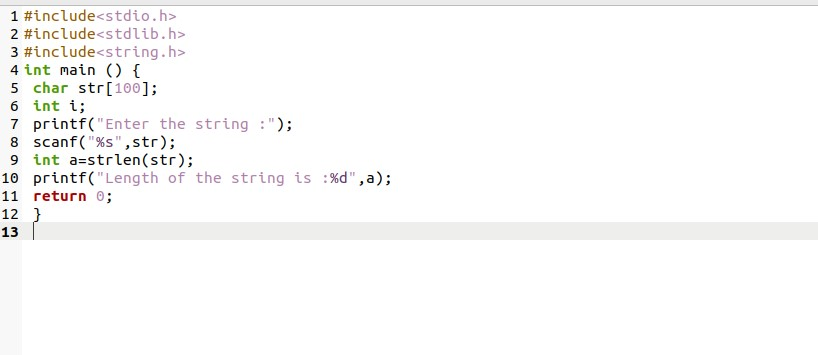 1 #include<stdio.h>
2 #include<stdlib.h>
3 #include<string.h>
4 int main () {
5 char str[100];
6 int i;
7 printf("Enter the string :");
8 scanf("%s",str);
9 int a=strlen(str);
10 printf("Length of the string is :%d",a);
11 return 0;
12 }
13